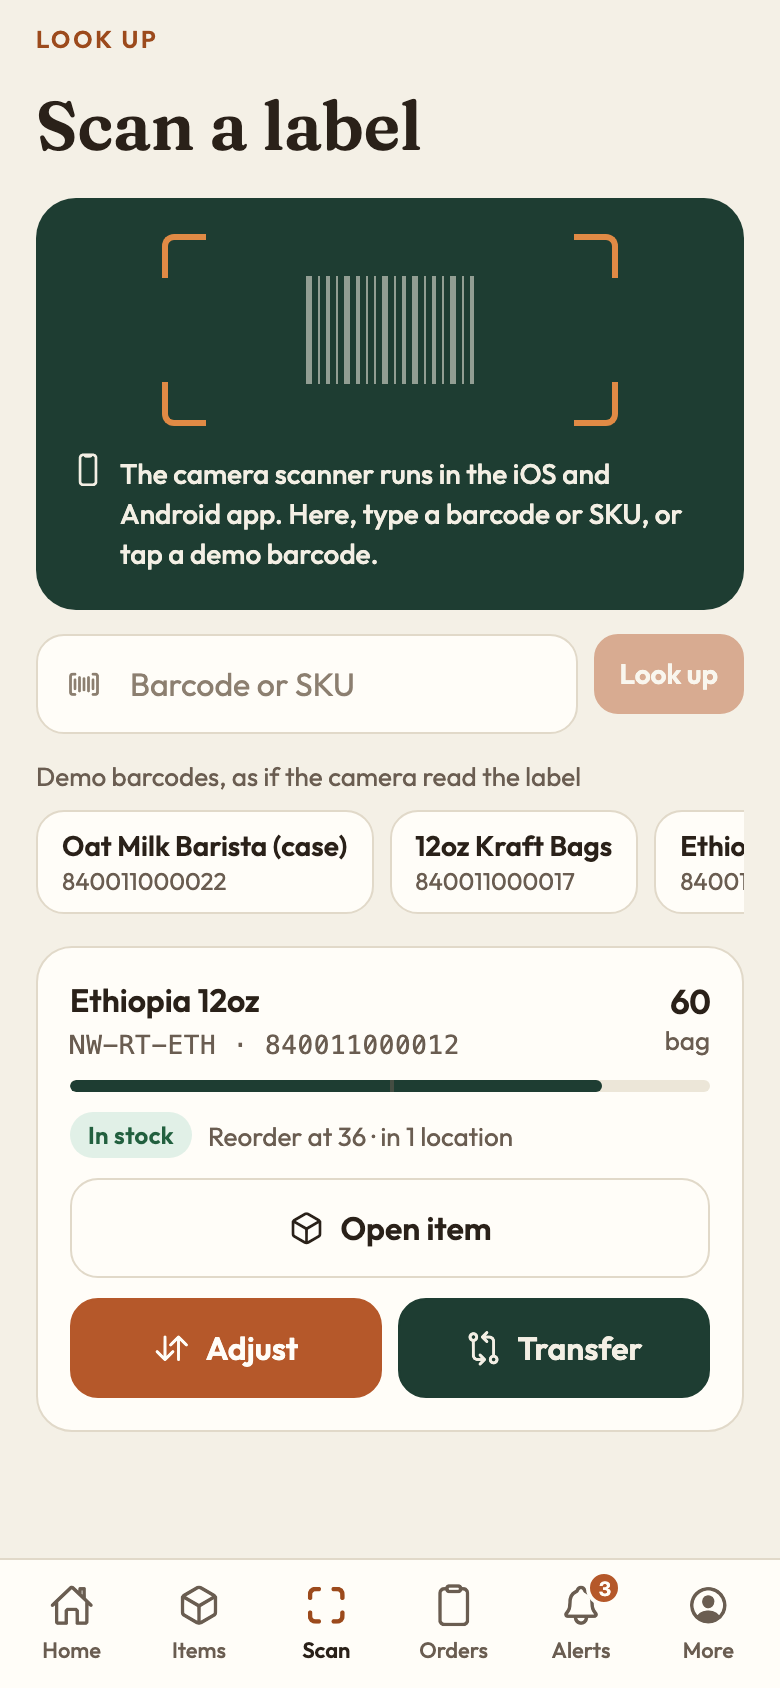 LOOK UP
Scan a label
The camera scanner runs in the iOS and
Android app. Here, type a barcode or SKU, or
tap a demo barcode.
Barcode or SKU
Look up
Demo barcodes, as if the camera read the label
Oat Milk Barista (case)
840011000022
12oz Kraft Bags
840011000017
Ethio
84001
Ethiopia 12oz
60
NW–RT–ETH · 840011000012
bag
In stock
Reorder at 36 · in 1 location
Open item
Adjust
Transfer
3
Home
Items
Scan
Orders
Alerts
More